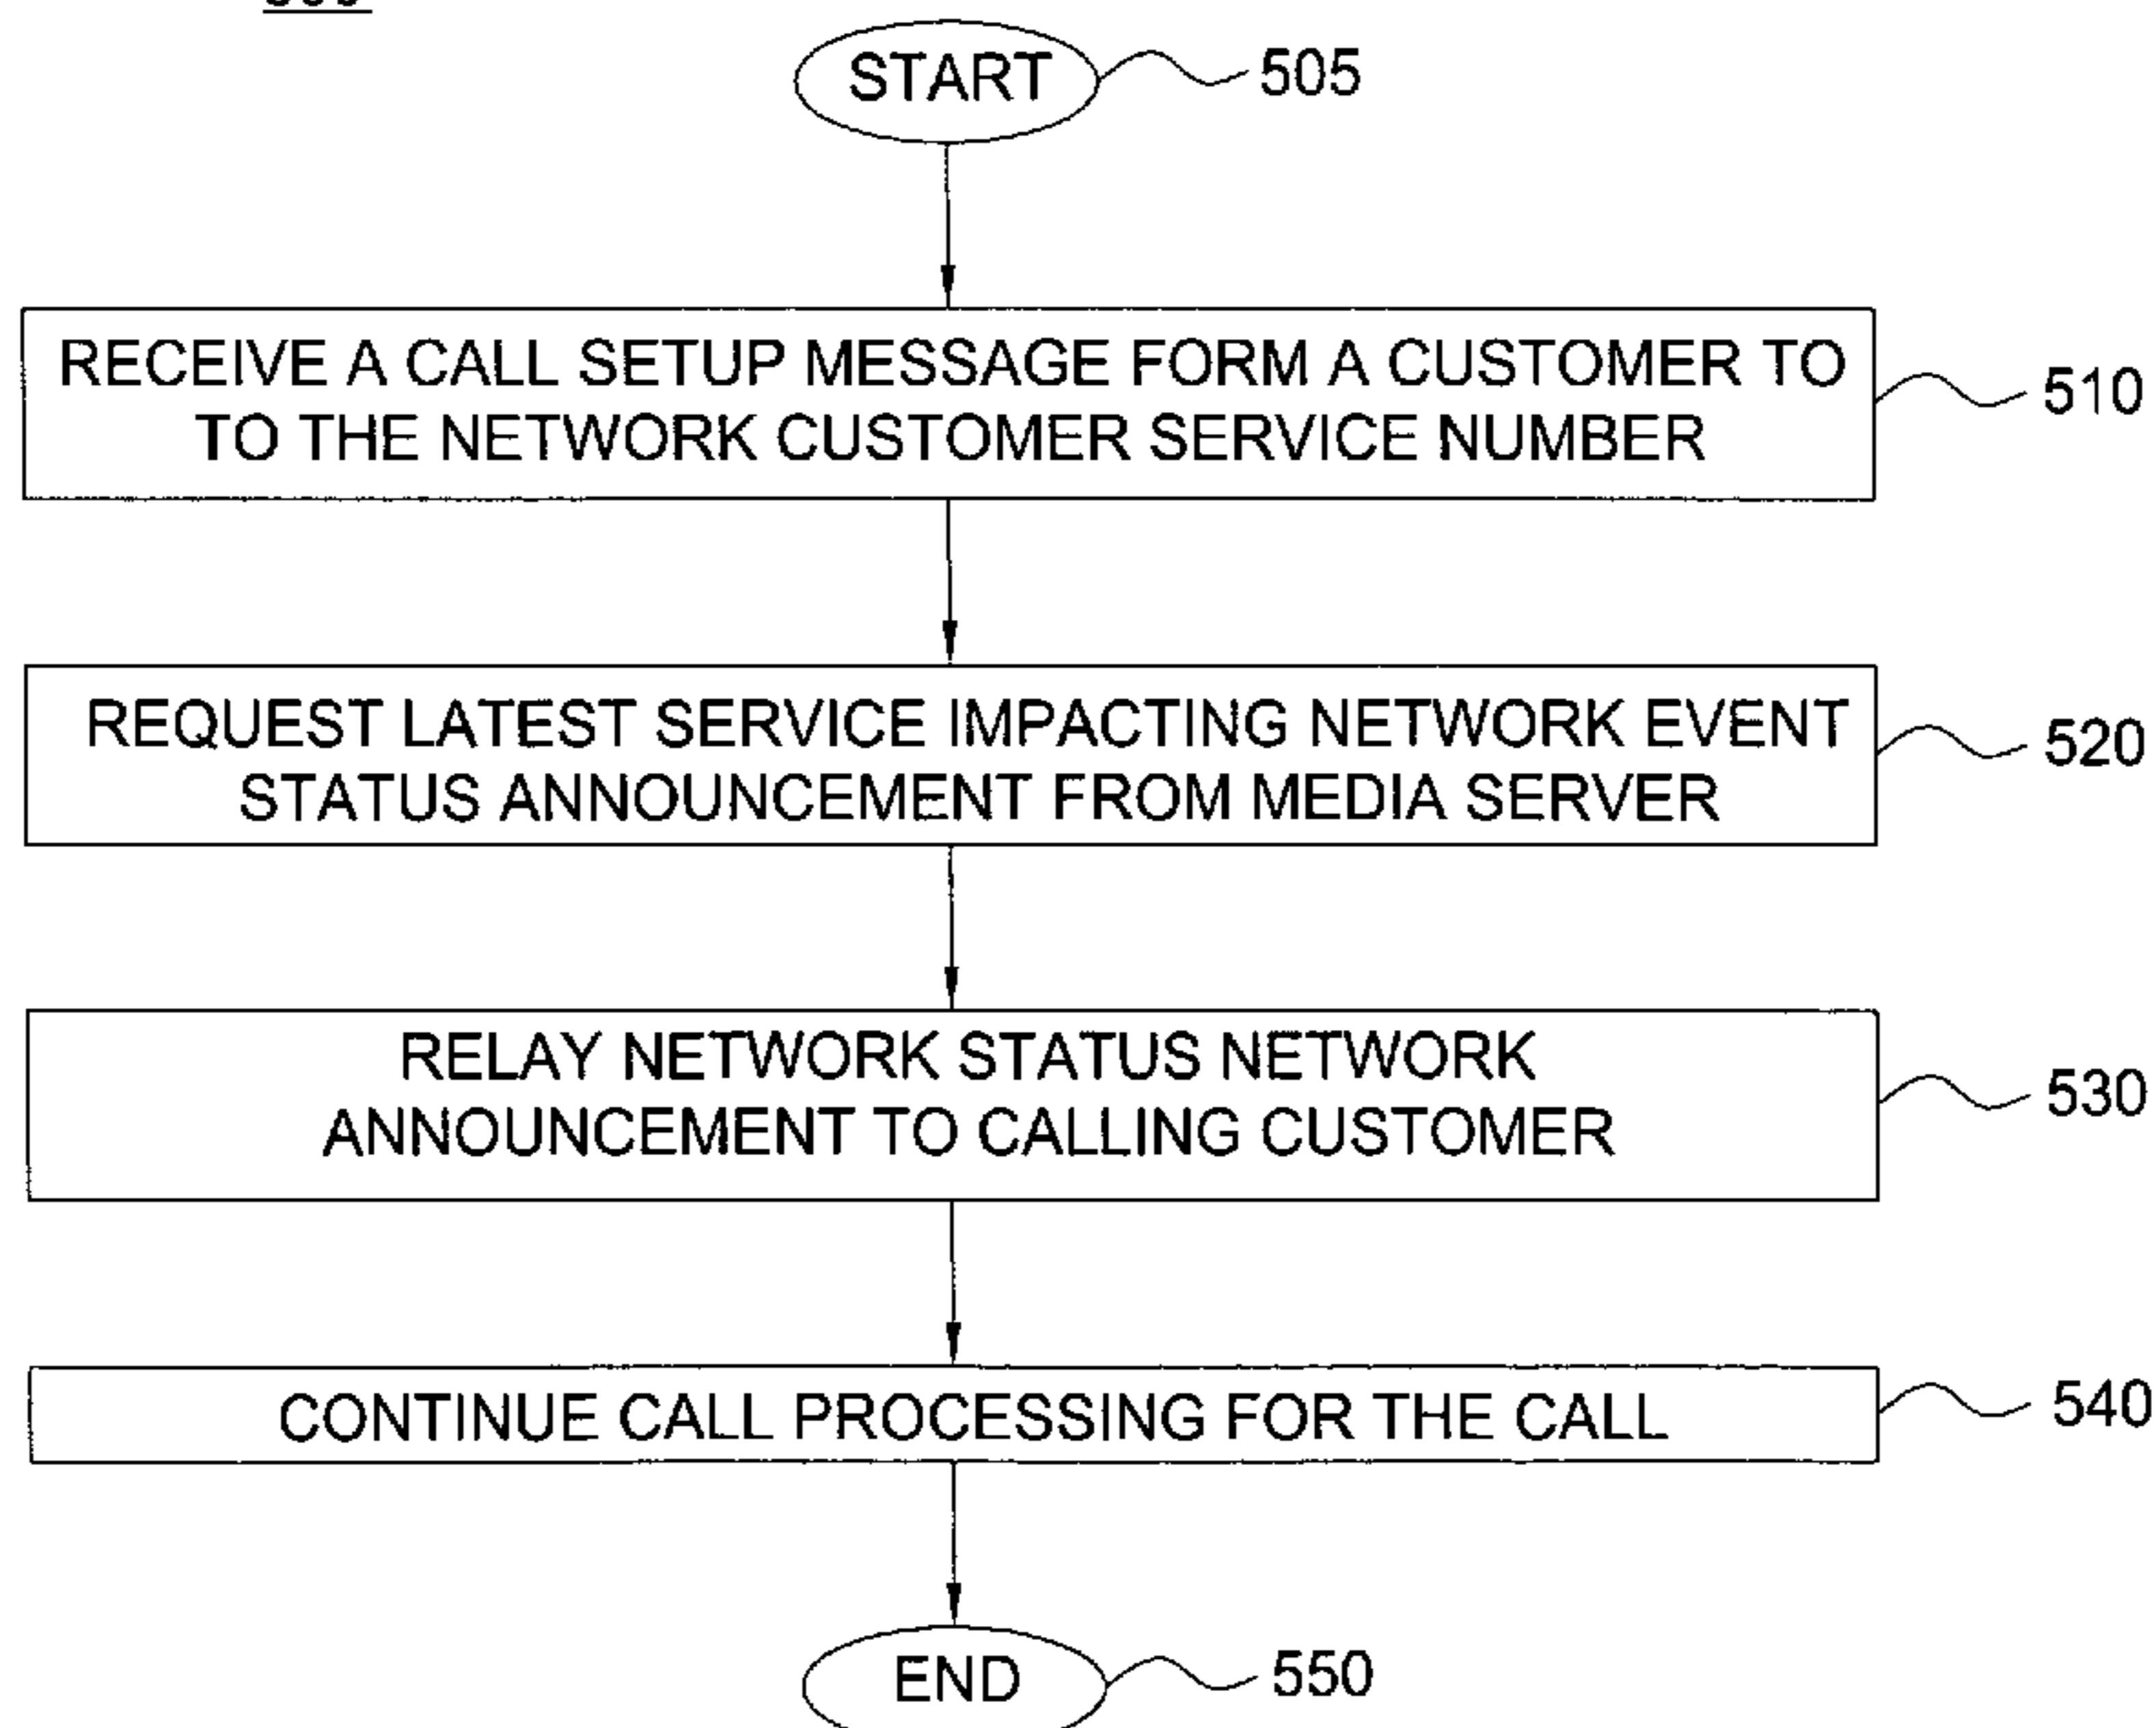 START
505
RECEIVE A CALL SETUP MESSAGE FORM A CUSTOMER TO
TO THE NETWORK CUSTOMER SERVICE NUMBER
510
REQUEST LATEST SERVICE IMPACTING NETWORK EVENT
STATUS ANNOUNCEMENT FROM MEDIA SERVER
520
RELAY NETWORK STATUS NETWORK
ANNOUNCEMENT TO CALLING CUSTOMER
530
CONTINUE CALL PROCESSING FOR THE CALL
540
END
550